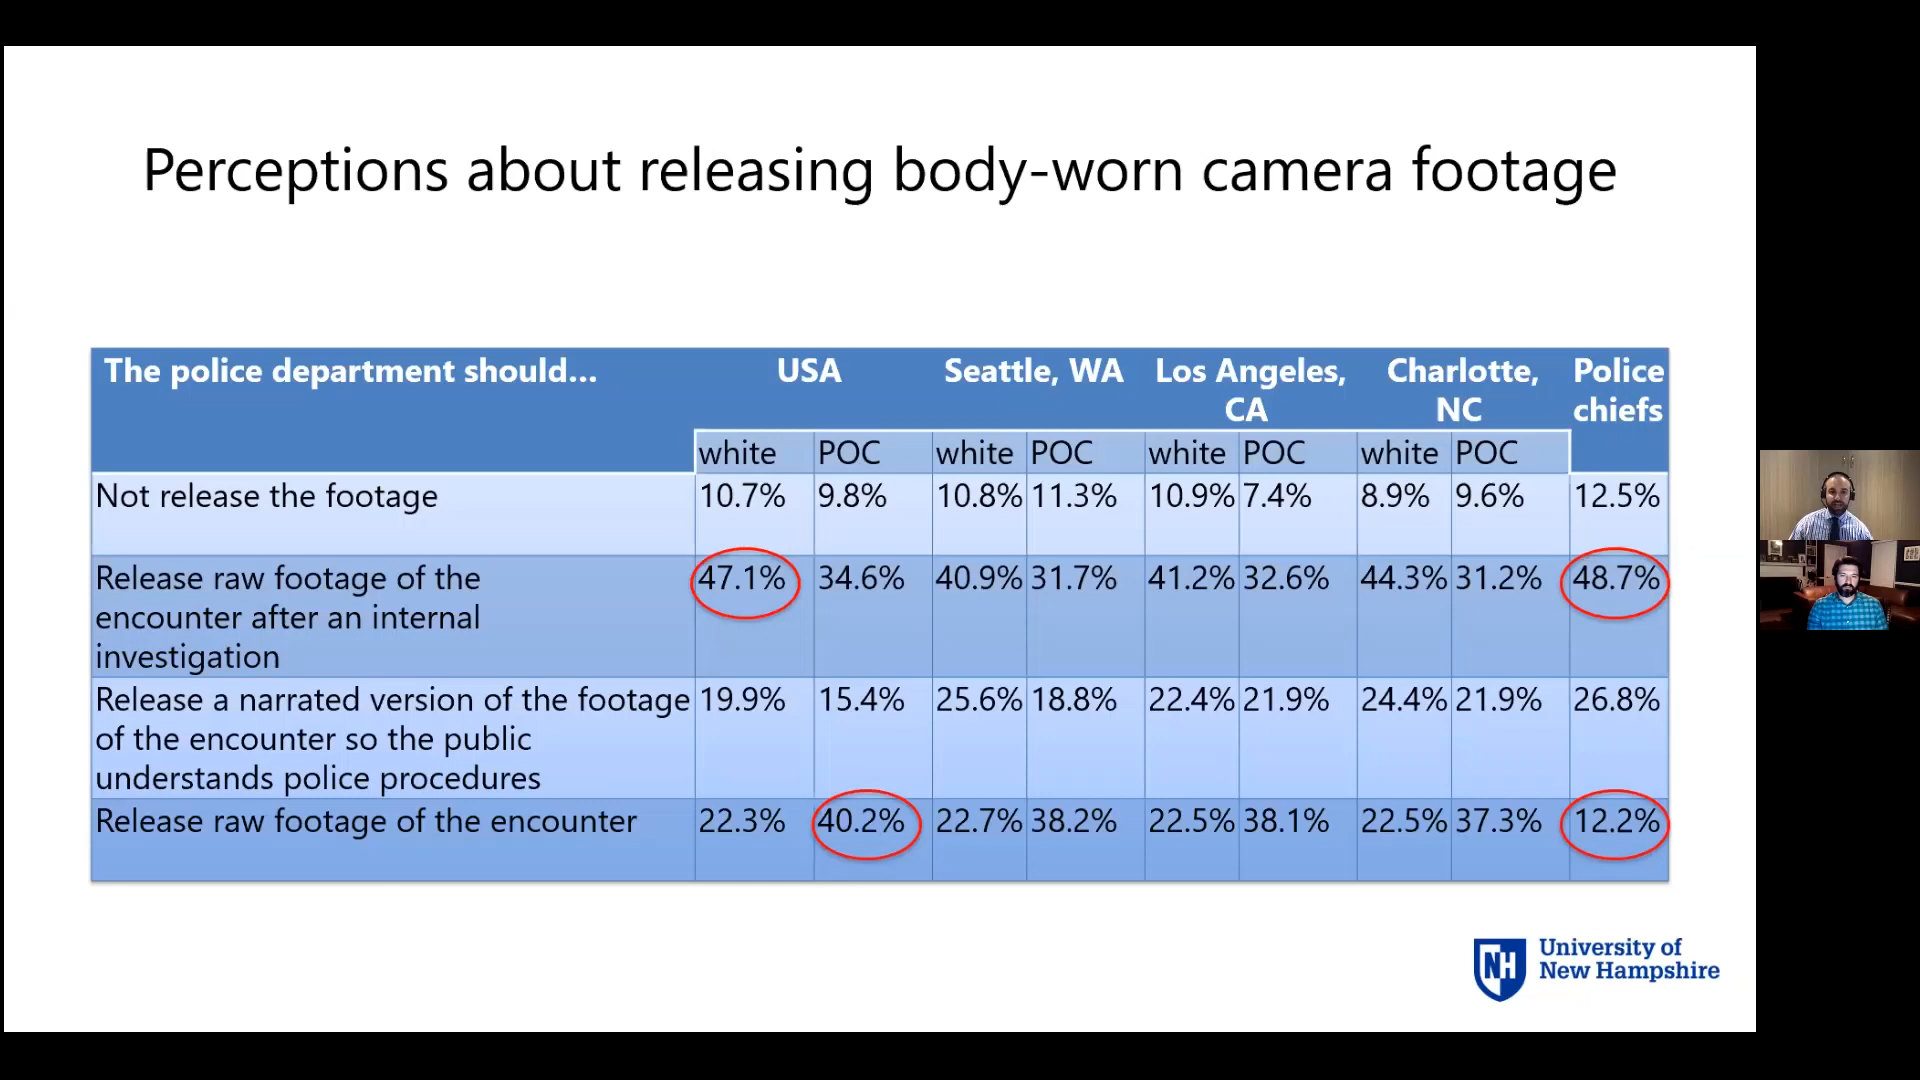 Perceptions about releasing body-worn camera footage
The police department should... USA Seattle, WA Los Angeles, CA Charlotte, NC Police chiefs
white POC white POC white POC white POC
Not release the footage 10.7% 9.8% 10.8% 11.3% 10.9% 7.4% 8.9% 9.6% 12.5%
Release raw footage of the 47.1% 34.6% 40.9% 31.7% 41.2% 32.6% 44.3% 31.2% 48.7%
encounter after an internal
investigation
Release a narrated version of the footage 19.9% 15.4% 25.6% 18.8% 22.4% 21.9% 24.4% 21.9% 26.8%
of the encounter so the public
understands police procedures
Release raw footage of the encounter 22.3% 40.2% 22.7% 38.2% 22.5% 38.1% 22.5% 37.3% 12.2%
NH
University of
New Hampshire